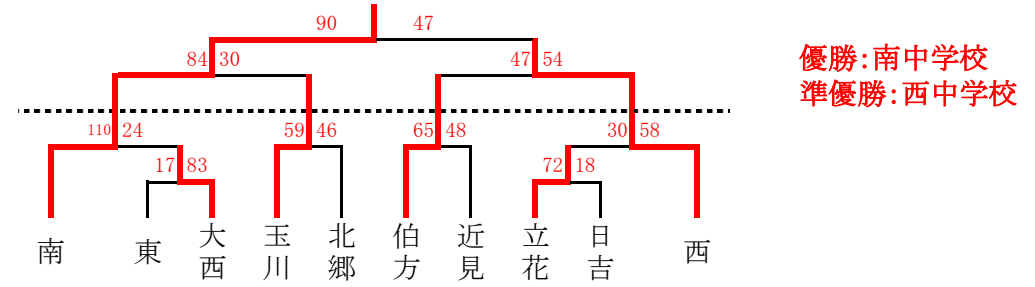 90 47
優勝:南中学校
84 30 47 54
準優勝:西中学校
110 24 59 46 65 48 30 58
17 83 72 18
南
東
大西
玉川
北郷
伯方
近見
立花
日吉
西